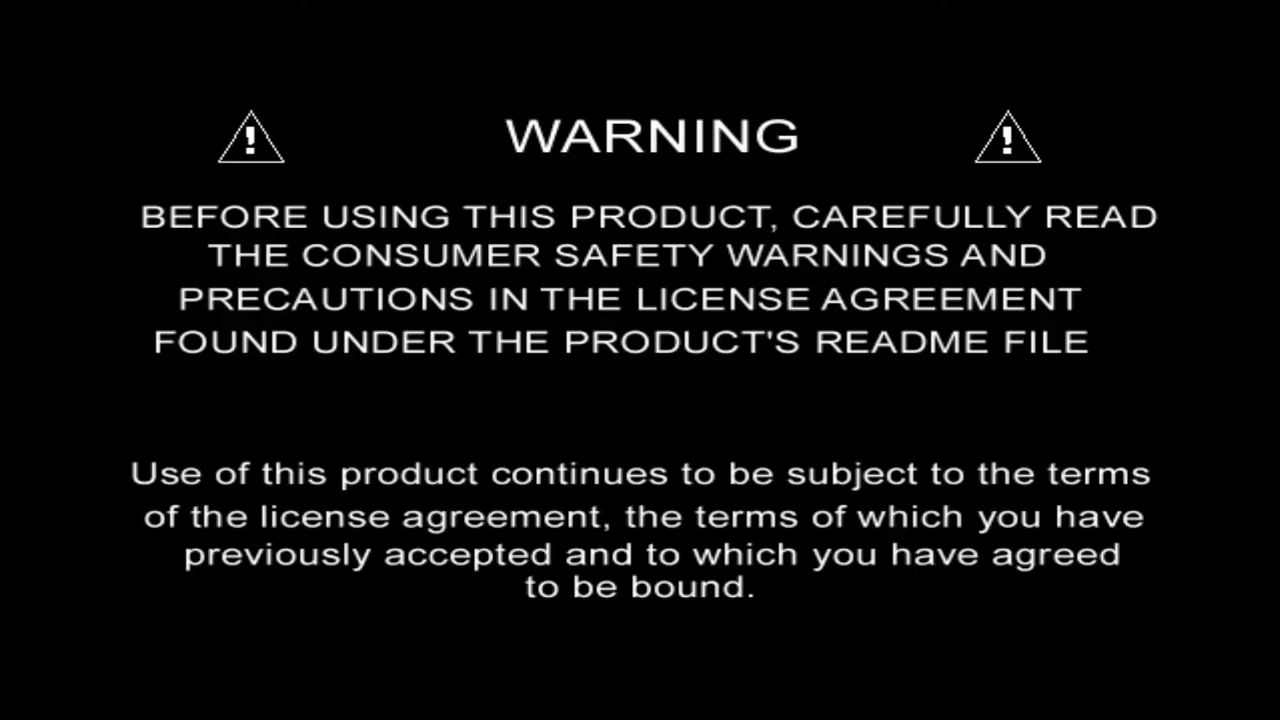 WARNING
BEFORE USING THIS PRODUCT, CAREFULLY READ
THE CONSUMER SAFETY WARNINGS AND
PRECAUTIONS IN THE LICENSE AGREEMENT
FOUND UNDER THE PRODUCT'S README FILE
Use of this product continues to be subject to the terms
of the license agreement, the terms of which you have
previously accepted and to which you have agreed
to be bound.